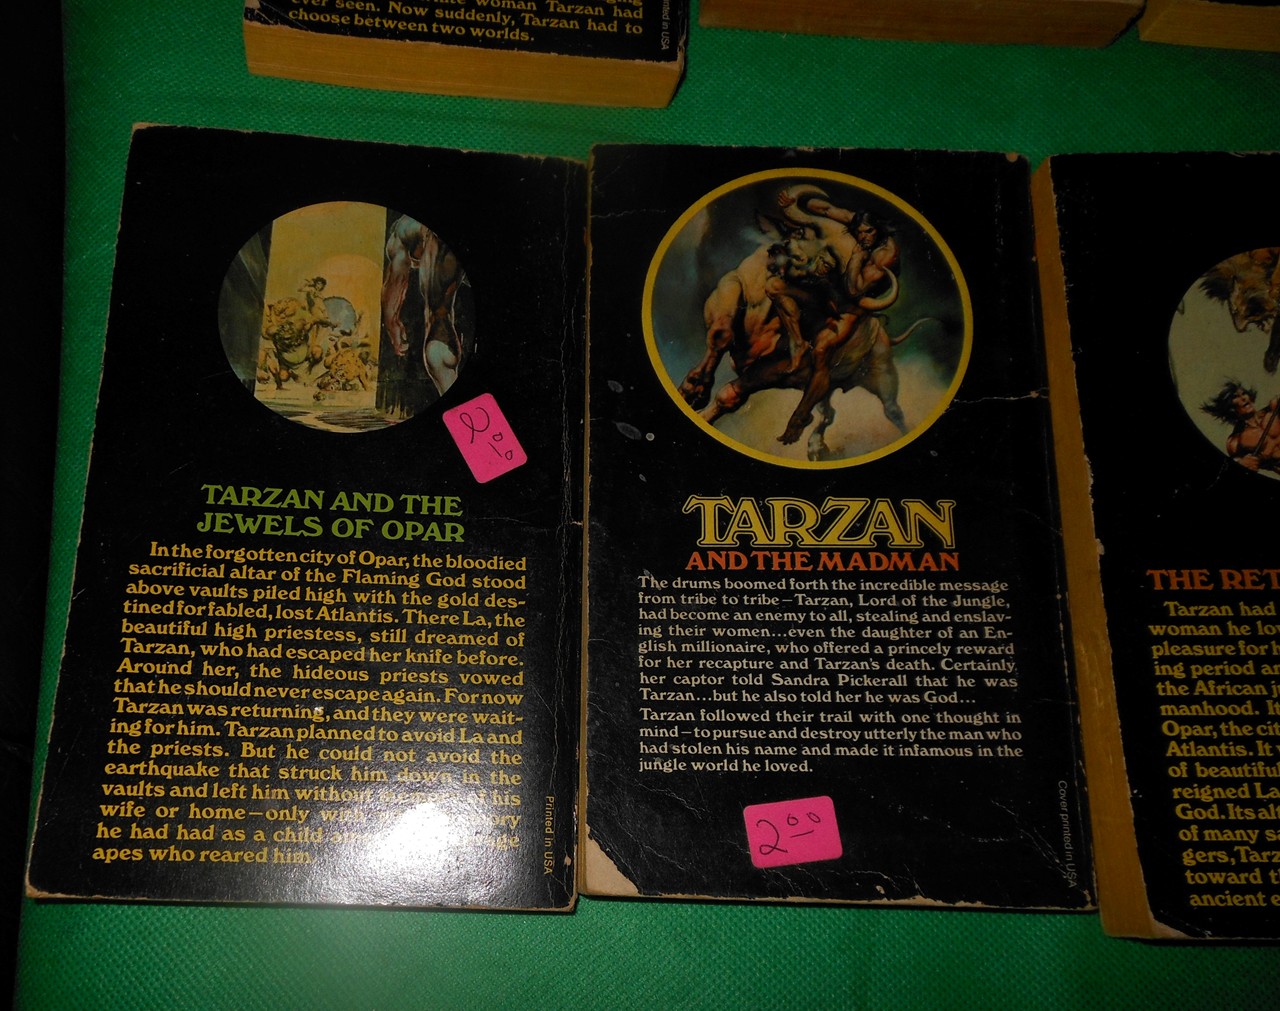 ever seen. Now suddenly, Tarzan had to
choose between two worlds.
Printed in USA
TARZAN AND THE
JEWELS OF OPAR
In the forgotten city of Opar, the bloodied
sacrificial altar of the Flaming God stood
above vaults piled high with the gold des-
tined for fabled, lost Atlantis. There La, the
beautiful high priestess, still dreamed of
Tarzan, who had escaped her knife before.
Around her, the hideous priests vowed
that he should never escape again. For now
Tarzan was returning, and they were wait-
ing for him. Tarzan planned to avoid La and
the priests. But he could not avoid the
earthquake that struck him down in the
vaults and left him without his
wife or home—only
he had had as a child
apes who reared him.
Printed in USA
TARZAN
AND THE MADMAN
The drums boomed forth the incredible message
from tribe to tribe—Tarzan, Lord of the Jungle,
had become an enemy to all, stealing and enslav-
ing their women...even the daughter of an En-
glish millionaire, who offered a princely reward
for her recapture and Tarzan's death. Certainly,
her captor told Sandra Pickerall that he was
Tarzan...but he also told her he was God...
Tarzan followed their trail with one thought in
mind—to pursue and destroy utterly the man who
had stolen his name and made it infamous in the
jungle world he loved.
2 00
Cover printed in USA
THE RET
Tarzan had
woman he lo
pleasure for h
ing period an
the African j
manhood. It
Opar, the cit
Atlantis. It
of beautiful
reigned La
God. Its al
of many s
gers, Tarz
toward t
ancient e